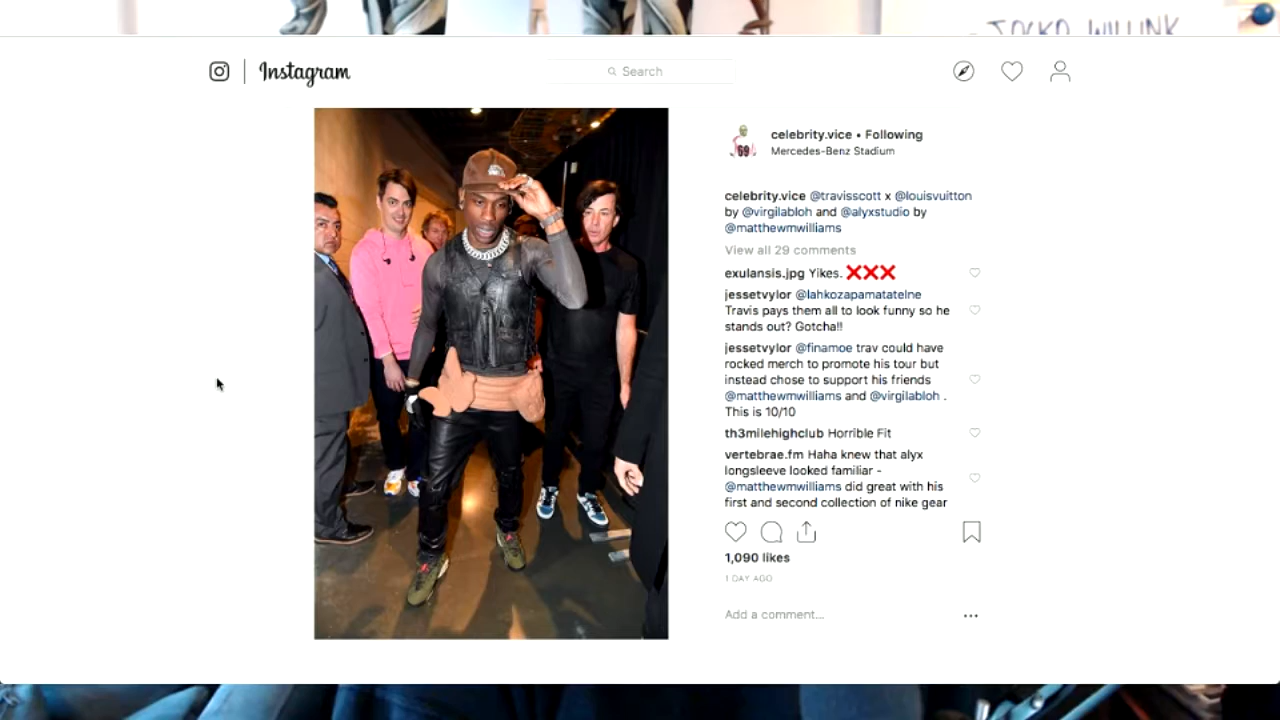 JOCKO WILLINK
Instagram
Search
celebrity.vice • Following
Mercedes-Benz Stadium
69
celebrity.vice @travisscott x @louisvuitton
by @virgilabloh and @alyxstudio by
@matthewmwilliams
View all 29 comments
exulansis.jpg Yikes. ❌❌❌
jessetvylor @lahkozapamatatelne
Travis pays them all to look funny so he
stands out? Gotcha!!
jessetvylor @finamoe trav could have
rocked merch to promote his tour but
instead chose to support his friends
@matthewmwilliams and @virgilabloh .
This is 10/10
th3milehighclub Horrible Fit
vertebrae.fm Haha knew that alyx
longsleeve looked familiar -
@matthewmwilliams did great with his
first and second collection of nike gear
1,090 likes
1 DAY AGO
Add a comment...